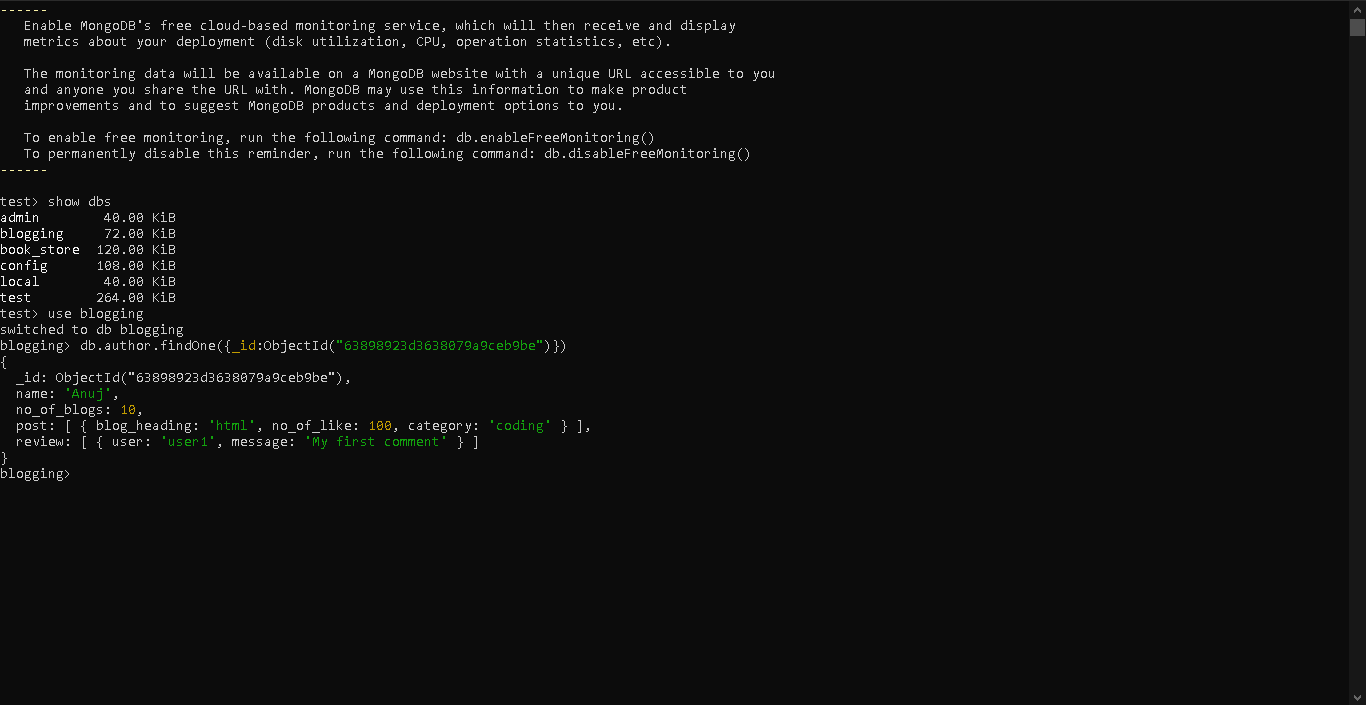 ------
   Enable MongoDB's free cloud-based monitoring service, which will then receive and display
   metrics about your deployment (disk utilization, CPU, operation statistics, etc).

   The monitoring data will be available on a MongoDB website with a unique URL accessible to you
   and anyone you share the URL with. MongoDB may use this information to make product
   improvements and to suggest MongoDB products and deployment options to you.

   To enable free monitoring, run the following command: db.enableFreeMonitoring()
   To permanently disable this reminder, run the following command: db.disableFreeMonitoring()
------

test> show dbs
admin        40.00 KiB
blogging     72.00 KiB
book_store  120.00 KiB
config      108.00 KiB
local        40.00 KiB
test        264.00 KiB
test> use blogging
switched to db blogging
blogging> db.author.findOne({_id:ObjectId("63898923d3638079a9ceb9be")})
{
  _id: ObjectId("63898923d3638079a9ceb9be"),
  name: 'Anuj',
  no_of_blogs: 10,
  post: [ { blog_heading: 'html', no_of_like: 100, category: 'coding' } ],
  review: [ { user: 'user1', message: 'My first comment' } ]
}
blogging>